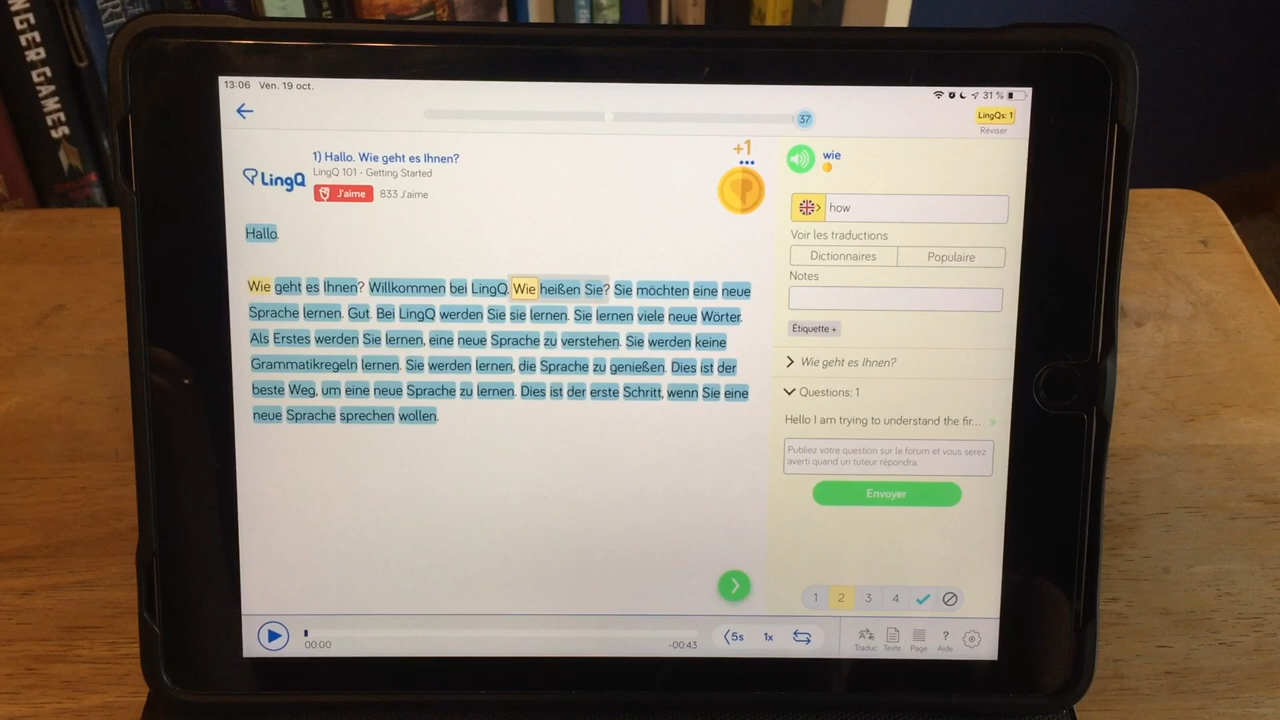 HUNGER GAMES
13:06 Ven. 19 oct.
31 %
37
LingQs: 1
Réviser
1) Hallo. Wie geht es Ihnen?
LingQ 101 - Getting Started
LingQ
J'aime 833 J'aime
+1
Hallo.
Wie geht es Ihnen? Willkommen bei LingQ. Wie heißen Sie? Sie möchten eine neue
Sprache lernen. Gut. Bei LingQ werden Sie sie lernen. Sie lernen viele neue Wörter.
Als Erstes werden Sie lernen, eine neue Sprache zu verstehen. Sie werden keine
Grammatikregeln lernen. Sie werden lernen, die Sprache zu genießen. Dies ist der
beste Weg, um eine neue Sprache zu lernen. Dies ist der erste Schritt, wenn Sie eine
neue Sprache sprechen wollen.
wie
how
Voir les traductions
Dictionnaires Populaire
Notes
Étiquette +
Wie geht es Ihnen?
Questions: 1
Hello I am trying to understand the fir...
Publiez votre question sur le forum et vous serez
averti quand un tuteur répondra.
Envoyer
1 2 3 4
00:00
-00:43
5s 1x
Traduc Texte Page Aide